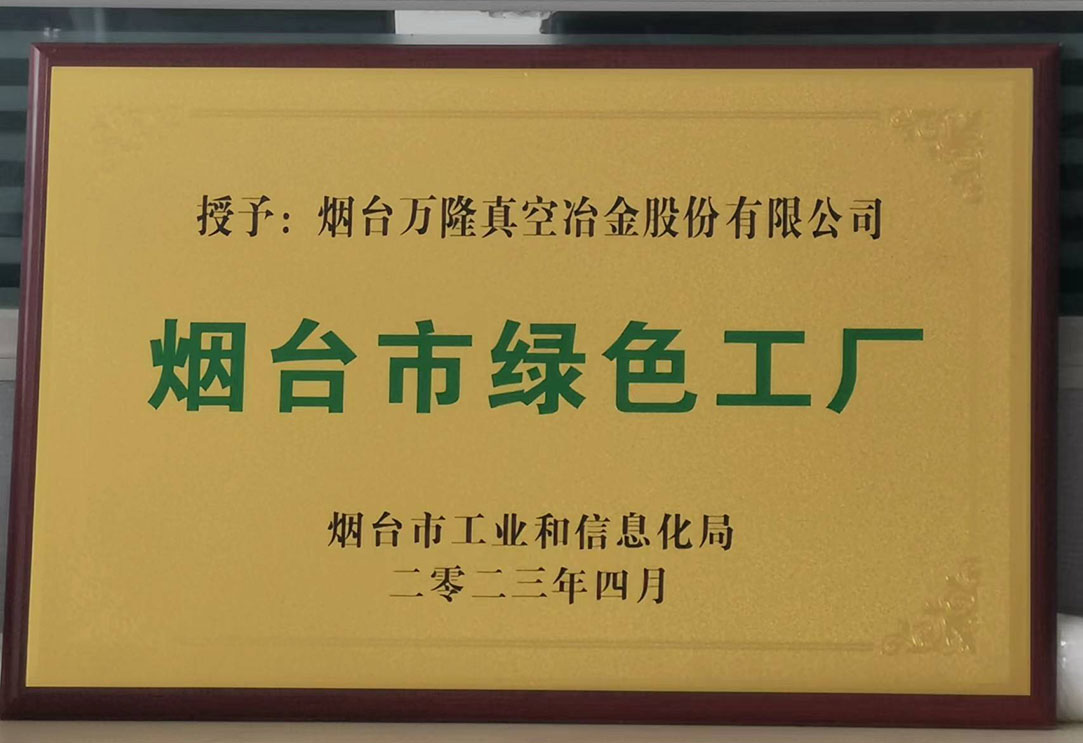 授予：烟台万隆真空冶金股份有限公司
烟台市绿色工厂
烟台市工业和信息化局
二零二三年四月